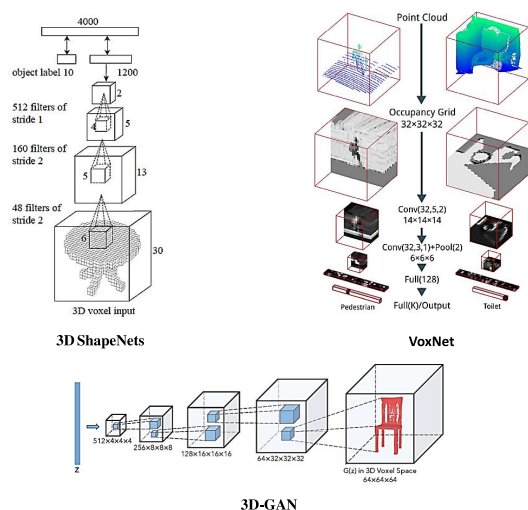 4000
object label 10
1200
2
512 filters of
stride 1
4
5
160 filters of
stride 2
5
13
48 filters of
stride 2
6
30
3D voxel input
3D ShapeNets
Point Cloud
Occupancy Grid
32×32×32
Conv(32,5,2)
14×14×14
Conv(32,3,1)+Pool(2)
6×6×6
Full(128)
Pedestrian
Full(K)/Output
Toilet
VoxNet
z
512×4×4×4
256×8×8×8
128×16×16×16
64×32×32×32
G(z) in 3D Voxel Space
64×64×64
3D-GAN